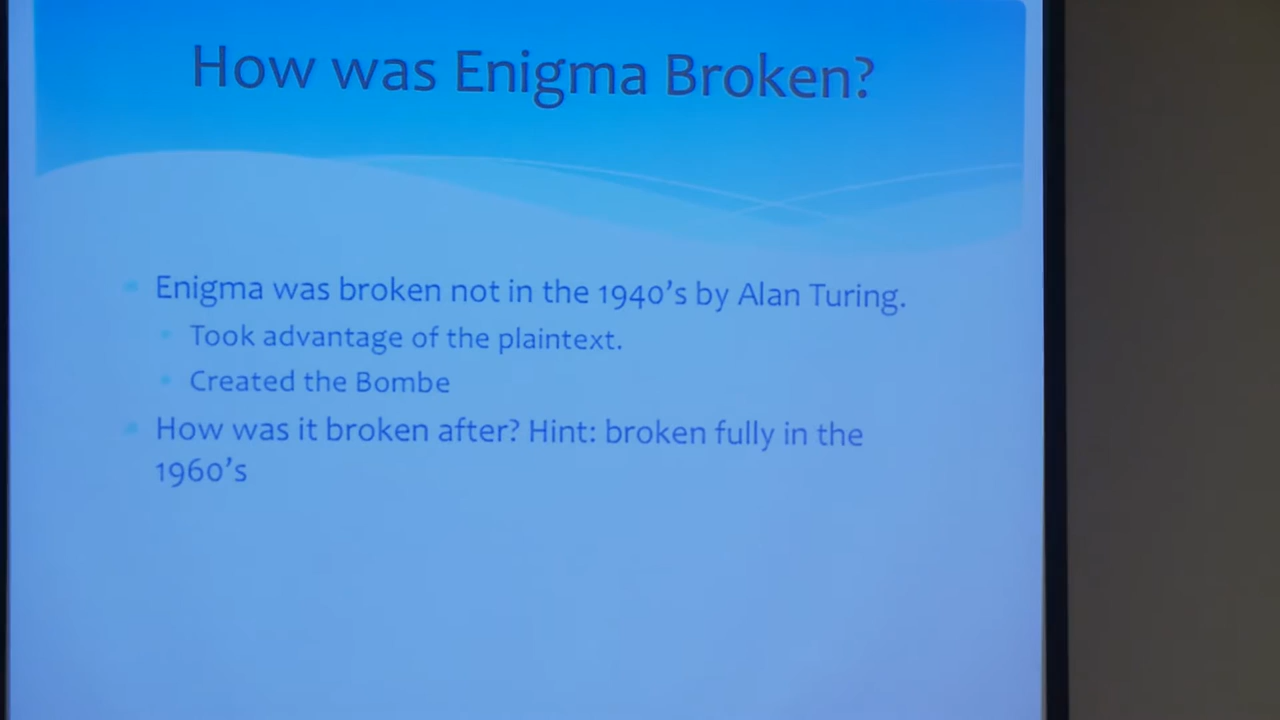 How was Enigma Broken?
Enigma was broken not in the 1940's by Alan Turing.
Took advantage of the plaintext.
Created the Bombe
How was it broken after? Hint: broken fully in the
1960's